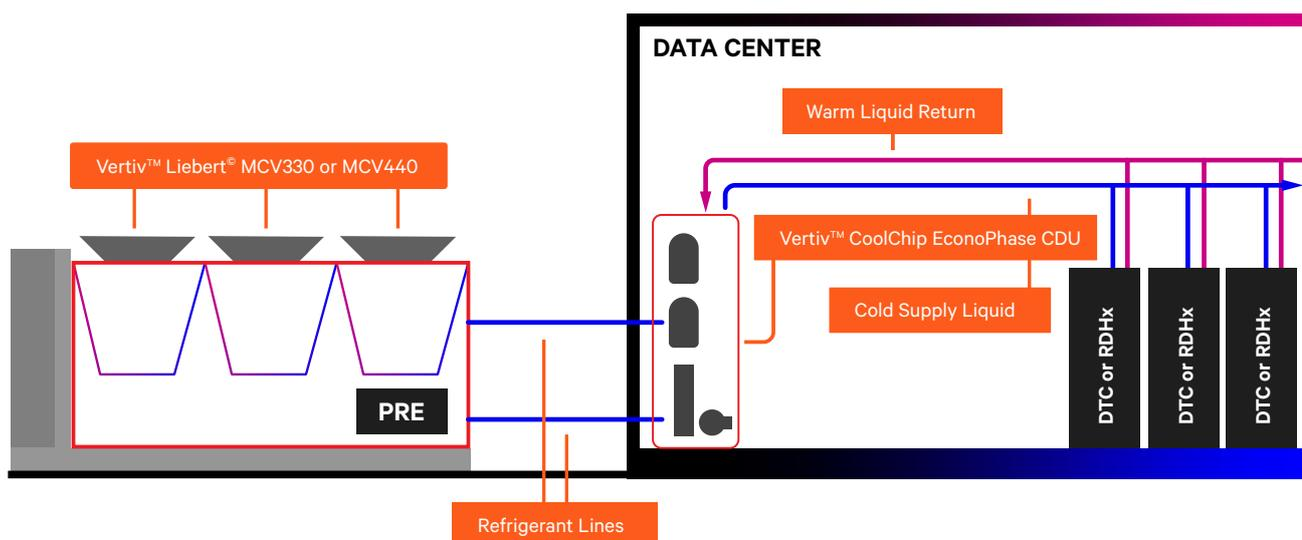 DATA CENTER
Warm Liquid Return
Vertiv™ Liebert© MCV330 or MCV440
Vertiv™ CoolChip EconoPhase CDU
Cold Supply Liquid
DTC or RDHx
DTC or RDHx
DTC or RDHx
PRE
Refrigerant Lines